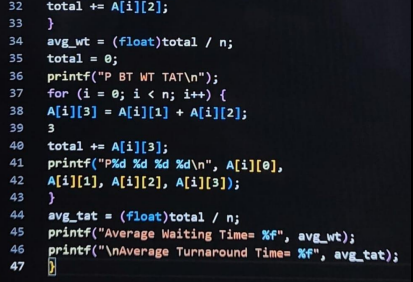 32 total += A[i][2];
33 }
34 avg_wt = (float)total / n;
35 total = 0;
36 printf("P BT WT TAT\n");
37 for (i = 0; i < n; i++) {
38 A[i][3] = A[i][1] + A[i][2];
39 3
40 total += A[i][3];
41 printf("P%d %d %d %d\n", A[i][0],
42 A[i][1], A[i][2], A[i][3]);
43 }
44 avg_tat = (float)total / n;
45 printf("Average Waiting Time= %f", avg_wt);
46 printf("\nAverage Turnaround Time= %f", avg_tat);
47 }